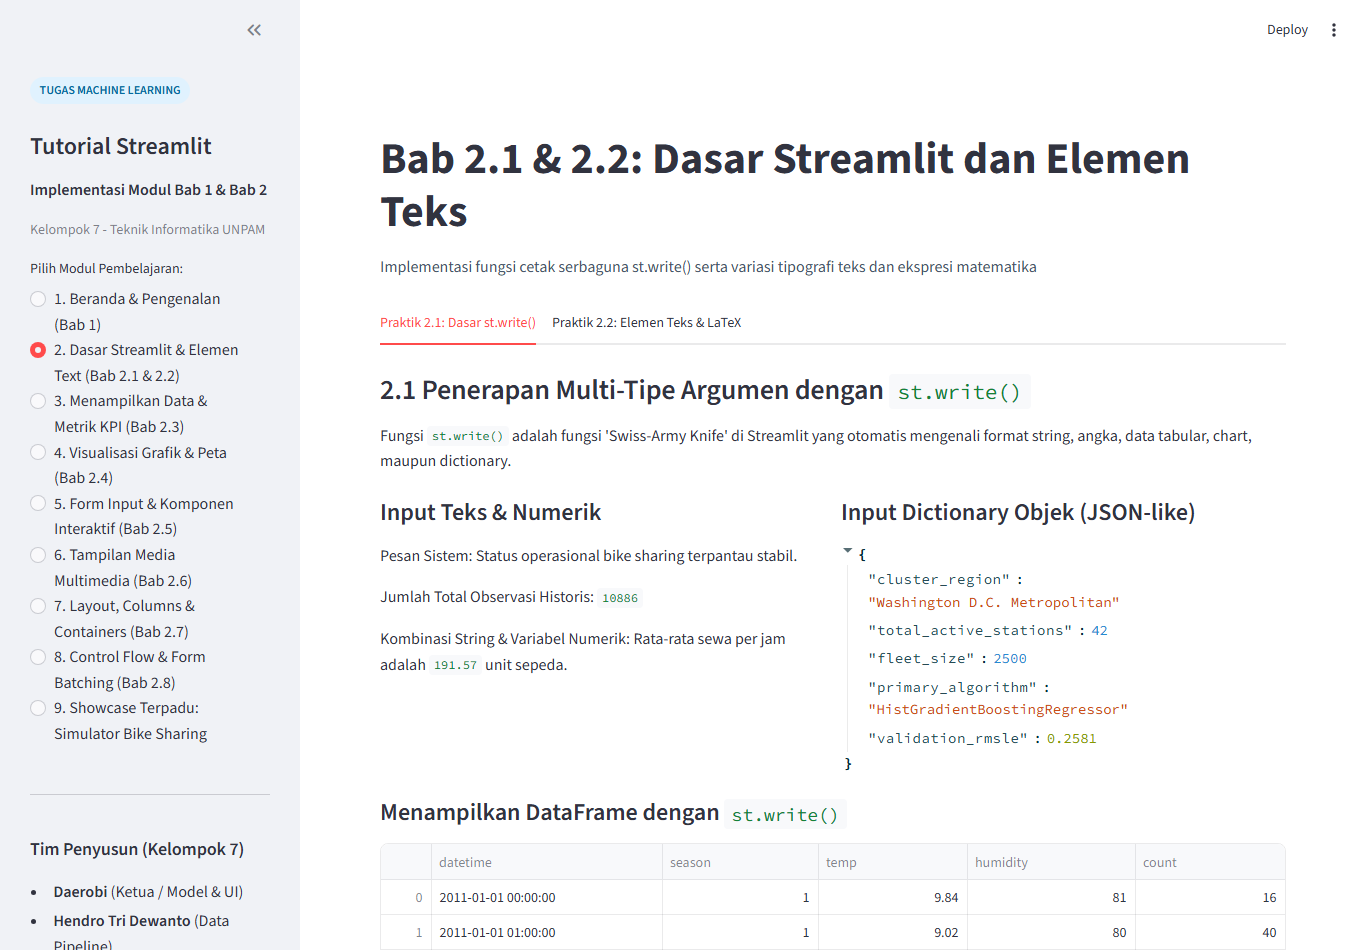 Deploy
TUGAS MACHINE LEARNING
Tutorial Streamlit
Implementasi Modul Bab 1 & Bab 2
Kelompok 7 - Teknik Informatika UNPAM
Pilih Modul Pembelajaran:
1. Beranda & Pengenalan
(Bab 1)
2. Dasar Streamlit & Elemen
Text (Bab 2.1 & 2.2)
3. Menampilkan Data &
Metrik KPI (Bab 2.3)
4. Visualisasi Grafik & Peta
(Bab 2.4)
5. Form Input & Komponen
Interaktif (Bab 2.5)
6. Tampilan Media
Multimedia (Bab 2.6)
7. Layout, Columns &
Containers (Bab 2.7)
8. Control Flow & Form
Batching (Bab 2.8)
9. Showcase Terpadu:
Simulator Bike Sharing
Tim Penyusun (Kelompok 7)
• Daerobi (Ketua / Model & UI)
• Hendro Tri Dewanto (Data
Pipeline)
Bab 2.1 & 2.2: Dasar Streamlit dan Elemen
Teks
Implementasi fungsi cetak serbaguna st.write() serta variasi tipografi teks dan ekspresi matematika
Praktik 2.1: Dasar st.write() Praktik 2.2: Elemen Teks & LaTeX
2.1 Penerapan Multi-Tipe Argumen dengan st.write()
Fungsi st.write() adalah fungsi 'Swiss-Army Knife' di Streamlit yang otomatis mengenali format string, angka, data tabular, chart,
maupun dictionary.
Input Teks & Numerik
Pesan Sistem: Status operasional bike sharing terpantau stabil.
Jumlah Total Observasi Historis: 10886
Kombinasi String & Variabel Numerik: Rata-rata sewa per jam
adalah 191.57 unit sepeda.
Input Dictionary Objek (JSON-like)
{
"cluster_region" :
"Washington D.C. Metropolitan"
"total_active_stations" : 42
"fleet_size" : 2500
"primary_algorithm" :
"HistGradientBoostingRegressor"
"validation_rmsle" : 0.2581
}
Menampilkan DataFrame dengan st.write()
datetime season temp humidity count
0 2011-01-01 00:00:00 1 9.84 81 16
1 2011-01-01 01:00:00 1 9.02 80 40